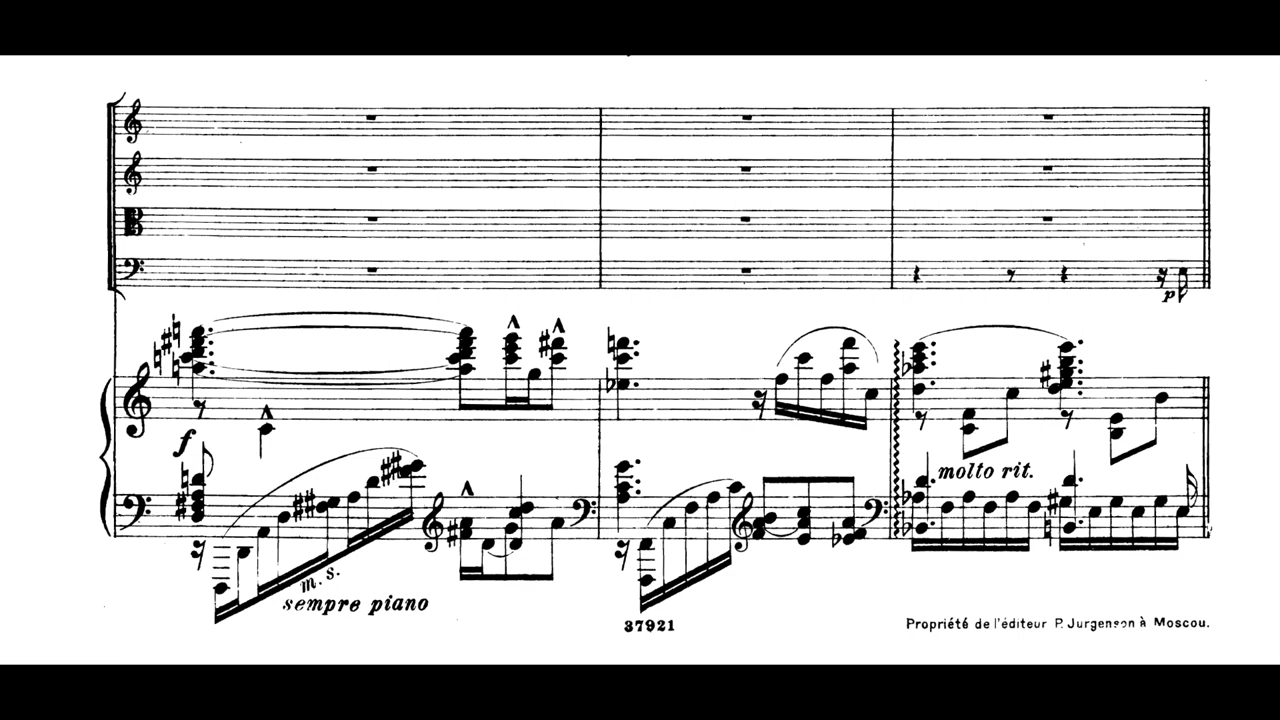 p
f
molto rit.
m. s.
sempre piano
37921
Propriété de l'éditeur P. Jurgenson à Moscou.